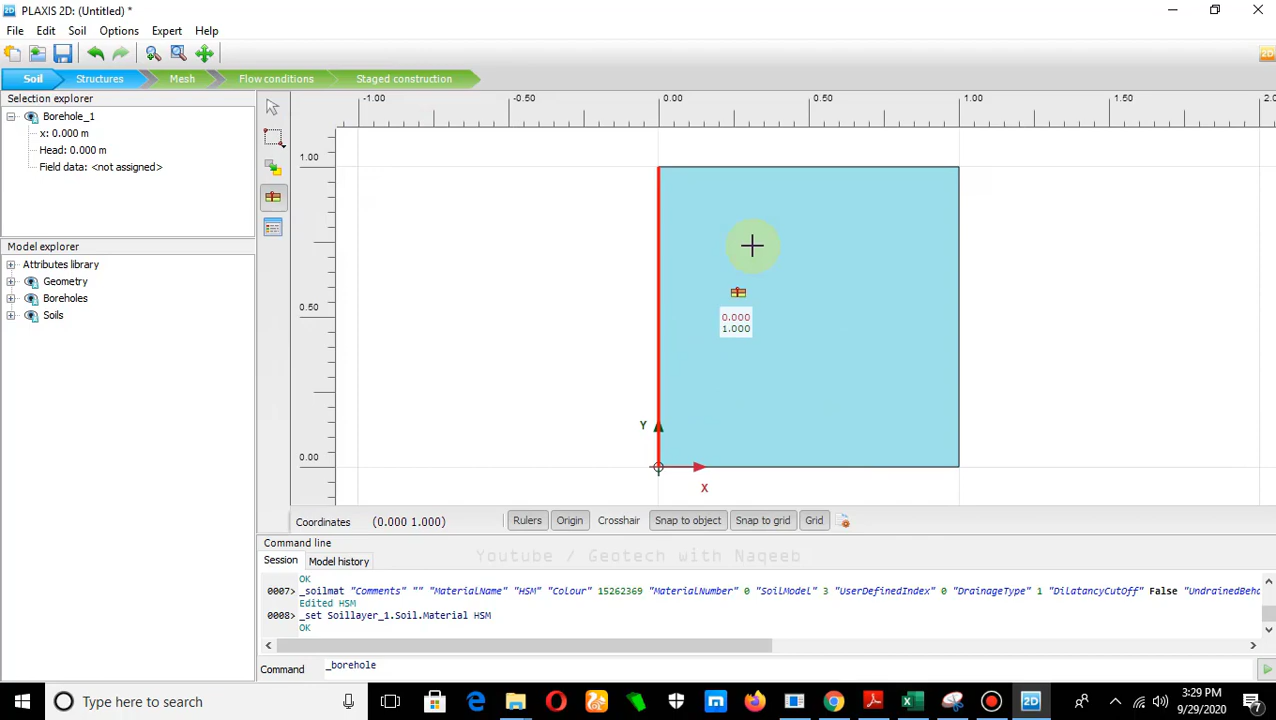 PLAXIS 2D: (Untitled) *
File Edit Soil Options Expert Help
Soil Structures Mesh Flow conditions Staged construction
Selection explorer
Borehole_1
x: 0.000 m
Head: 0.000 m
Field data: <not assigned>
Model explorer
Attributes library
Geometry
Boreholes
Soils
-1.00 -0.50 0.00 0.50 1.00 1.50 2.0
1.00
0.50
0.00
0.000
1.000
Y
X
Coordinates (0.000 1.000) Rulers Origin Crosshair Snap to object Snap to grid Grid
Command line
Youtube / Geotech with Naqeeb
Session Model history
OK
0007> _soilmat "Comments" "" "MaterialName" "HSM" "Colour" 15262369 "MaterialNumber" 0 "SoilModel" 3 "UserDefinedIndex" 0 "DrainageType" 1 "DilatancyCutOff" False "UndrainedBeha
Edited HSM
0008> _set Soillayer_1.Soil.Material HSM
OK
Command _borehole
Type here to search
3:29 PM
9/29/2020
2D
7